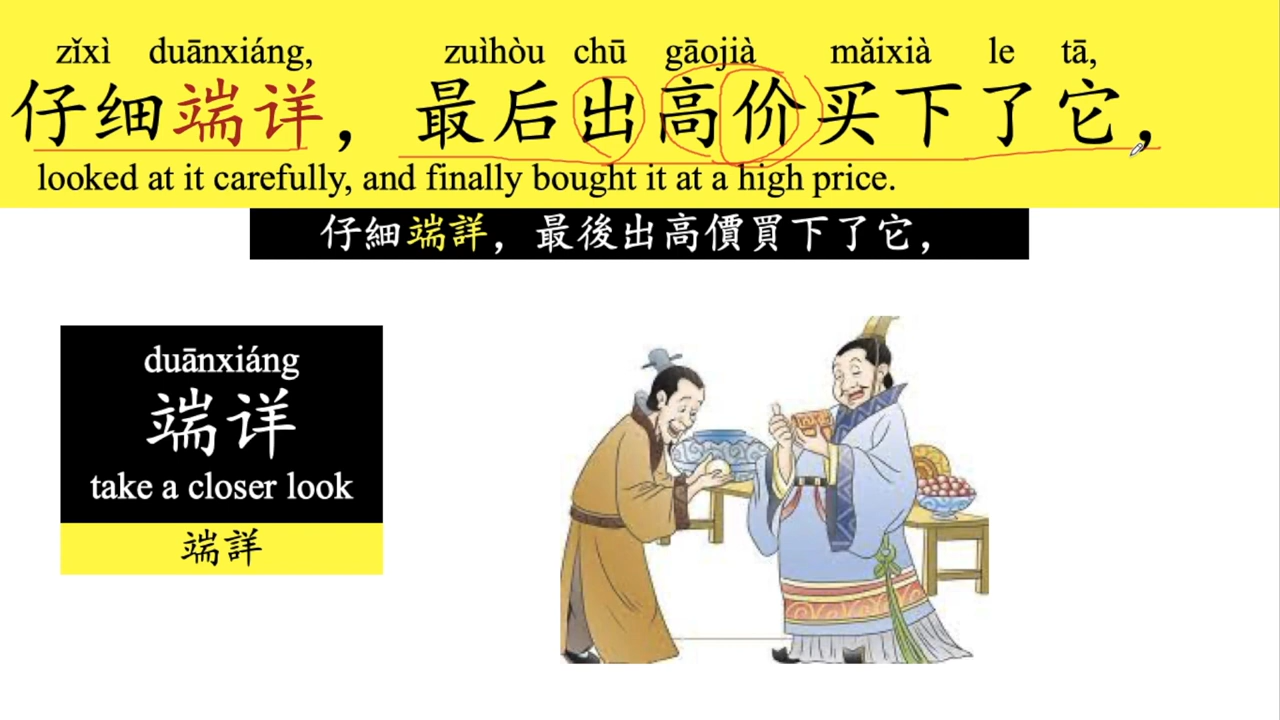 zǐxì duānxiáng, zuìhòu chū gāojià mǎixià le tā,
仔细端详，最后出高价买下了它，
looked at it carefully, and finally bought it at a high price.
仔細端詳，最後出高價買下了它，
duānxiáng
端详
take a closer look
端詳